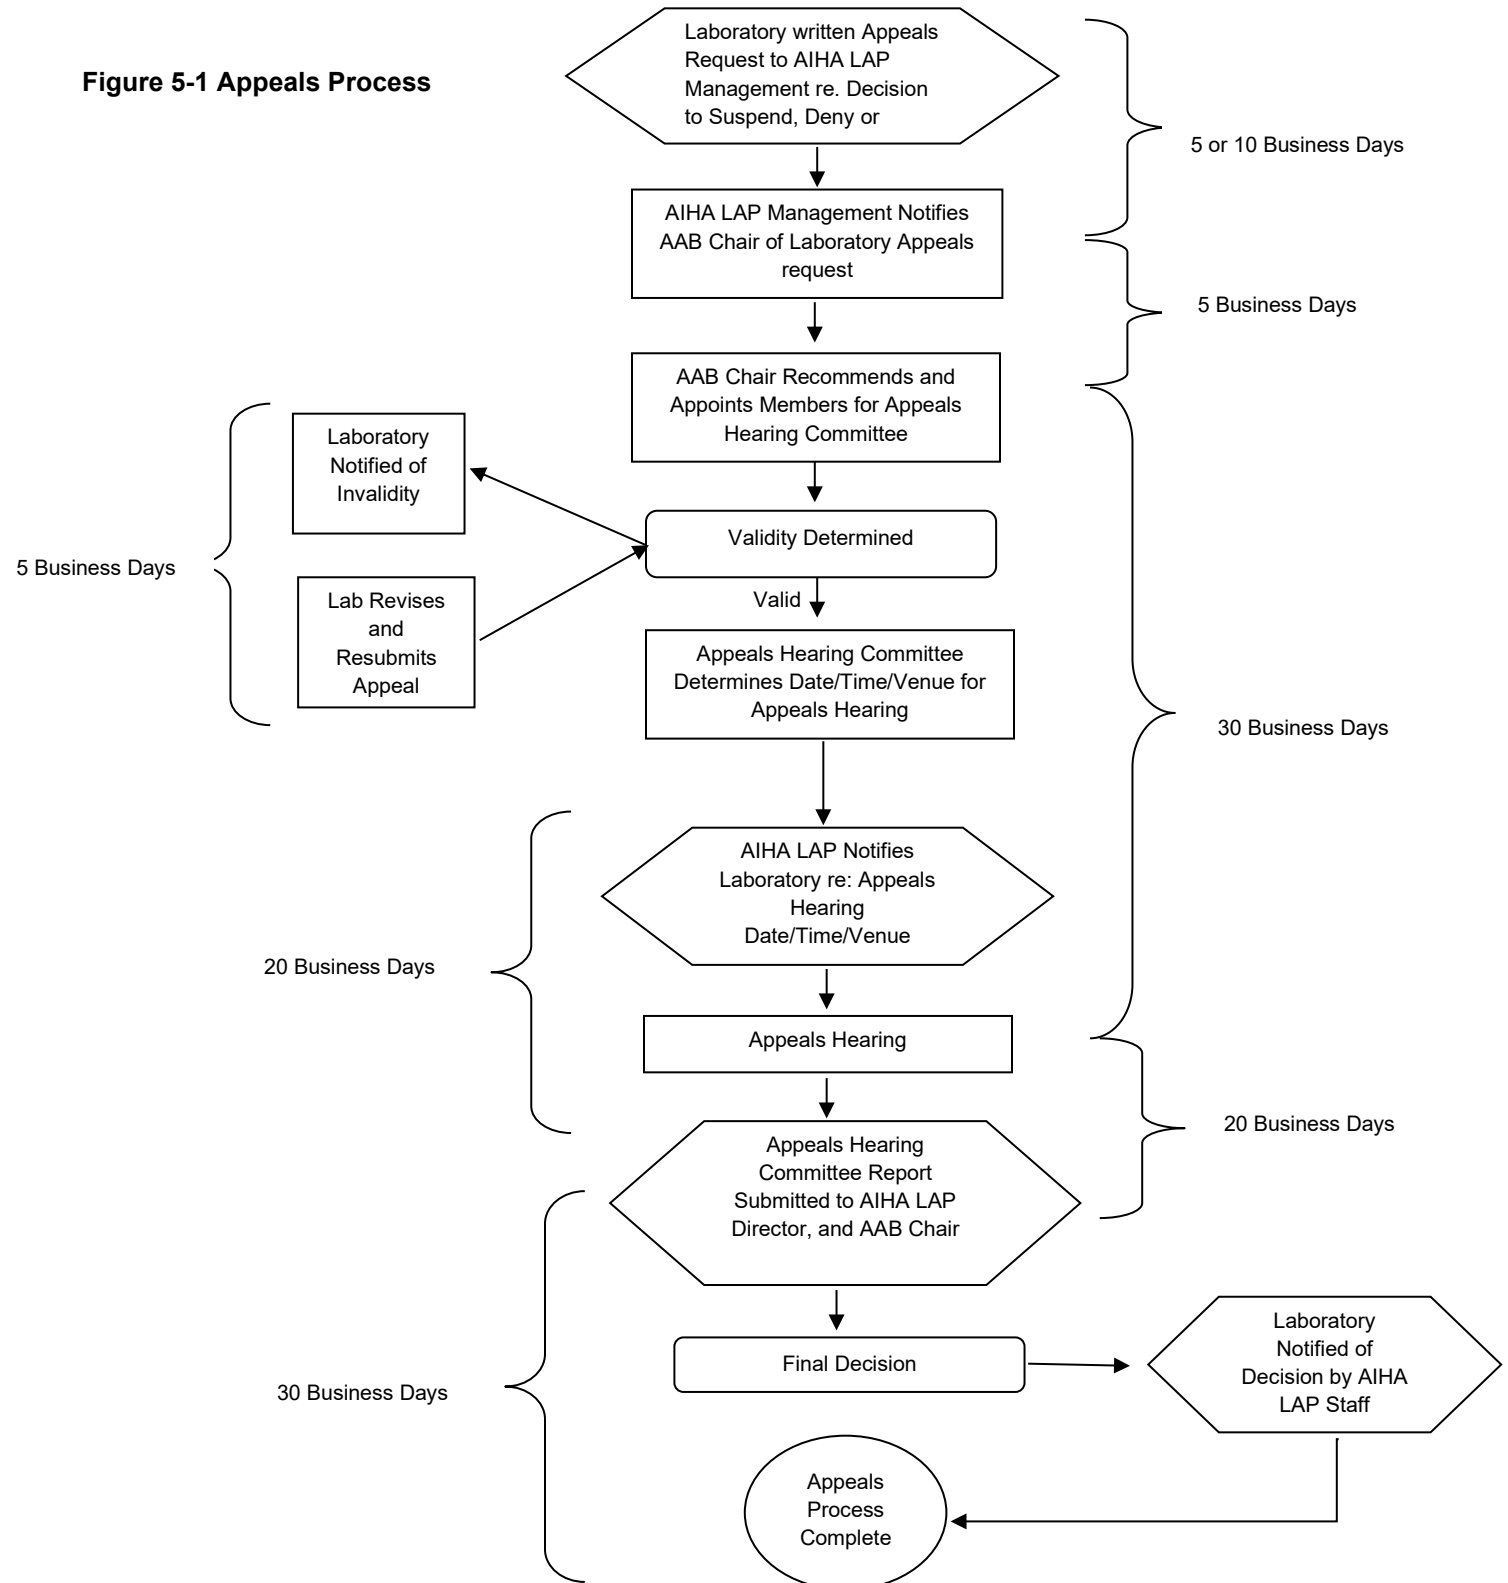 Figure 5-1 Appeals Process
Laboratory written Appeals
Request to AIHA LAP
Management re. Decision
to Suspend, Deny or
5 or 10 Business Days
AIHA LAP Management Notifies
AAB Chair of Laboratory Appeals
request
5 Business Days
AAB Chair Recommends and
Appoints Members for Appeals
Hearing Committee
Laboratory
Notified of
Invalidity
Validity Determined
5 Business Days
Valid
Lab Revises
and
Resubmits
Appeal
Appeals Hearing Committee
Determines Date/Time/Venue for
Appeals Hearing
30 Business Days
AIHA LAP Notifies
Laboratory re: Appeals
Hearing
Date/Time/Venue
20 Business Days
Appeals Hearing
20 Business Days
Appeals Hearing
Committee Report
Submitted to AIHA LAP
Director, and AAB Chair
Final Decision
Laboratory
Notified of
Decision by AIHA
LAP Staff
30 Business Days
Appeals
Process
Complete